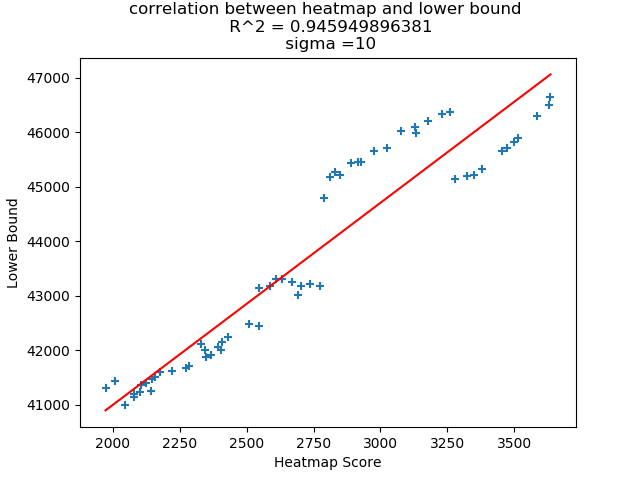 correlation between heatmap and lower bound
R^2 = 0.945949896381
sigma =10
47000
46000
45000
44000
43000
42000
41000
Lower Bound
2000 2250 2500 2750 3000 3250 3500
Heatmap Score